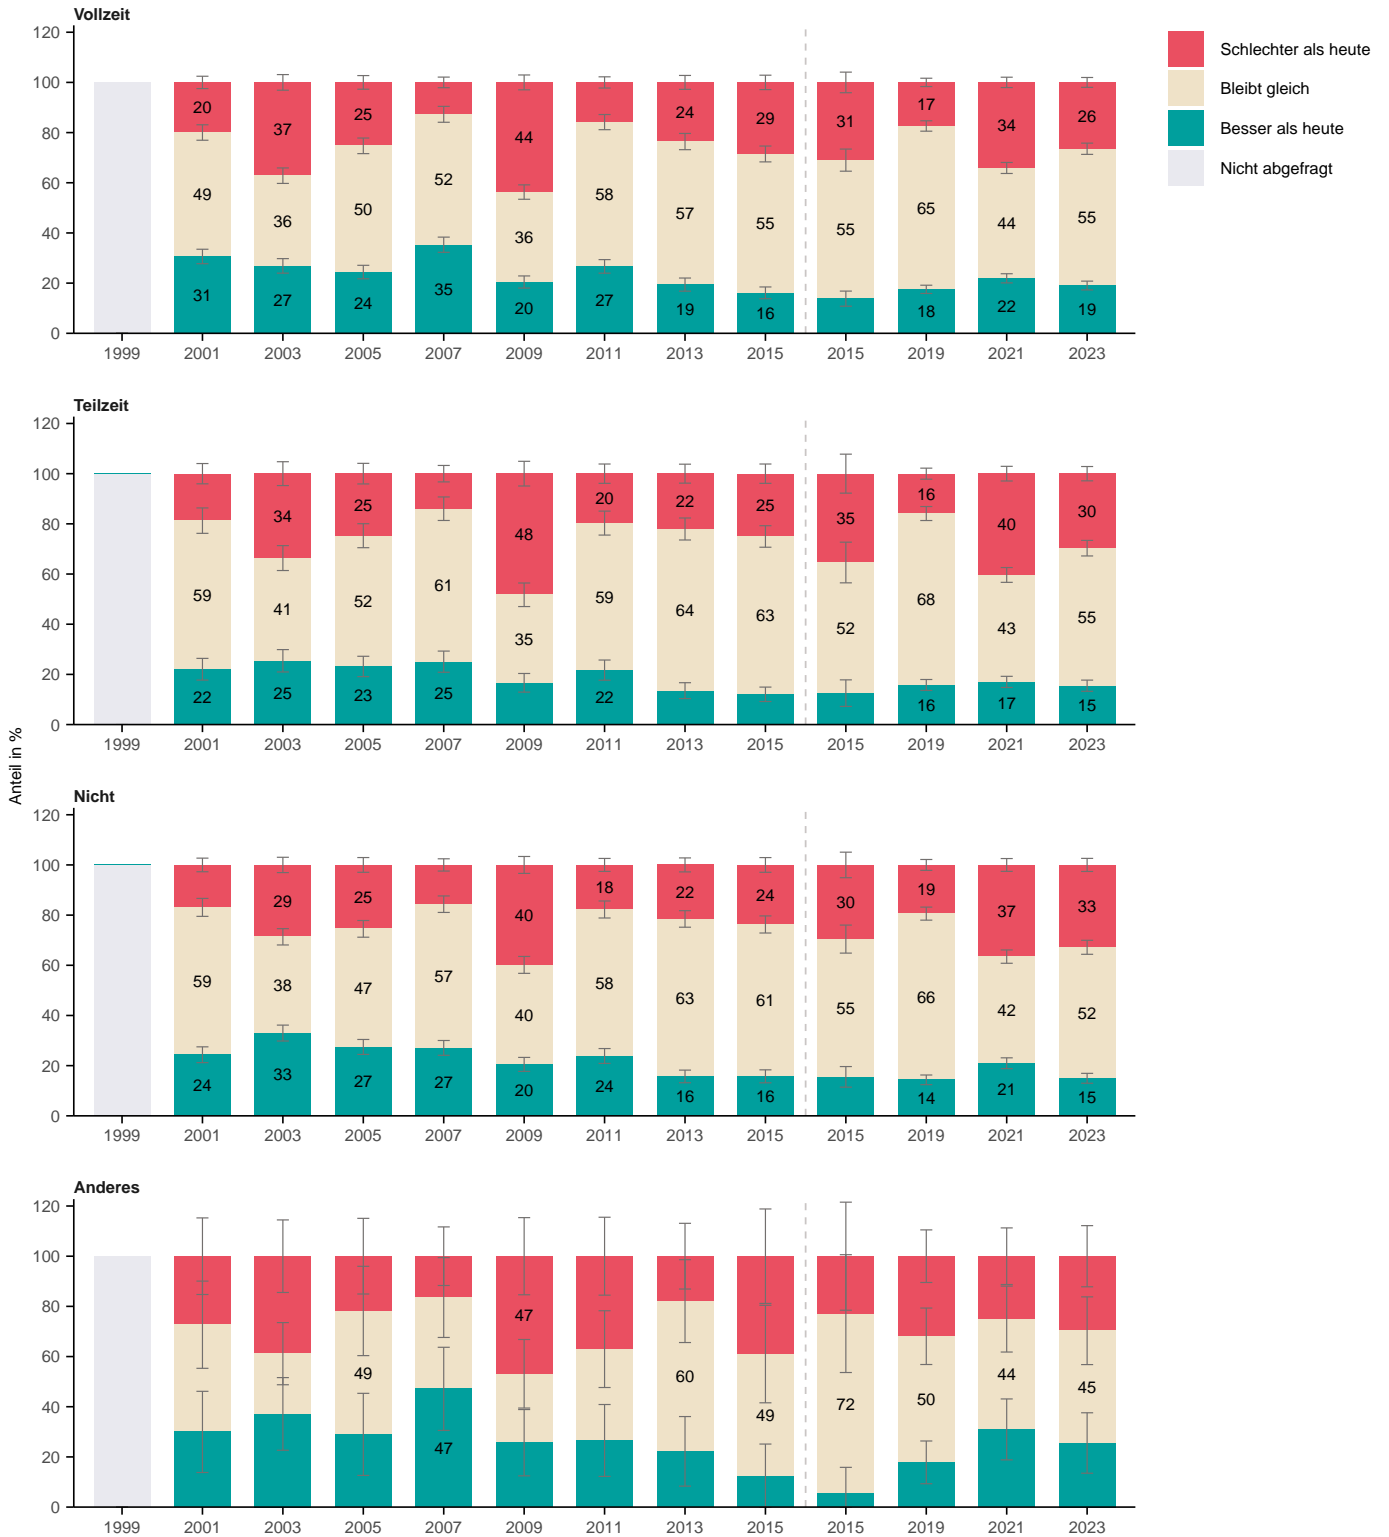 Vollzeit
120
100
80
60
40
20
0
20 37 25 44 24 29 31 17 34 26
49 36 50 52 36 58 57 55 55 65 44 55
31 27 24 35 20 27 19 16 18 22 19
1999 2001 2003 2005 2007 2009 2011 2013 2015 2015 2019 2021 2023
Schlechter als heute
Bleibt gleich
Besser als heute
Nicht abgefragt
Anteil in %
Teilzeit
120
100
80
60
40
20
0
34 25 48 20 22 25 35 16 40 30
59 41 52 61 35 59 64 63 52 68 43 55
22 25 23 25 22 16 17 15
1999 2001 2003 2005 2007 2009 2011 2013 2015 2015 2019 2021 2023
Nicht
120
100
80
60
40
20
0
29 25 40 18 22 24 30 19 37 33
59 38 47 57 40 58 63 61 55 66 42 52
24 33 27 27 20 24 16 16 14 21 15
1999 2001 2003 2005 2007 2009 2011 2013 2015 2015 2019 2021 2023
Anderes
120
100
80
60
40
20
0
47
49 60 49 72 50 44 45
47
1999 2001 2003 2005 2007 2009 2011 2013 2015 2015 2019 2021 2023